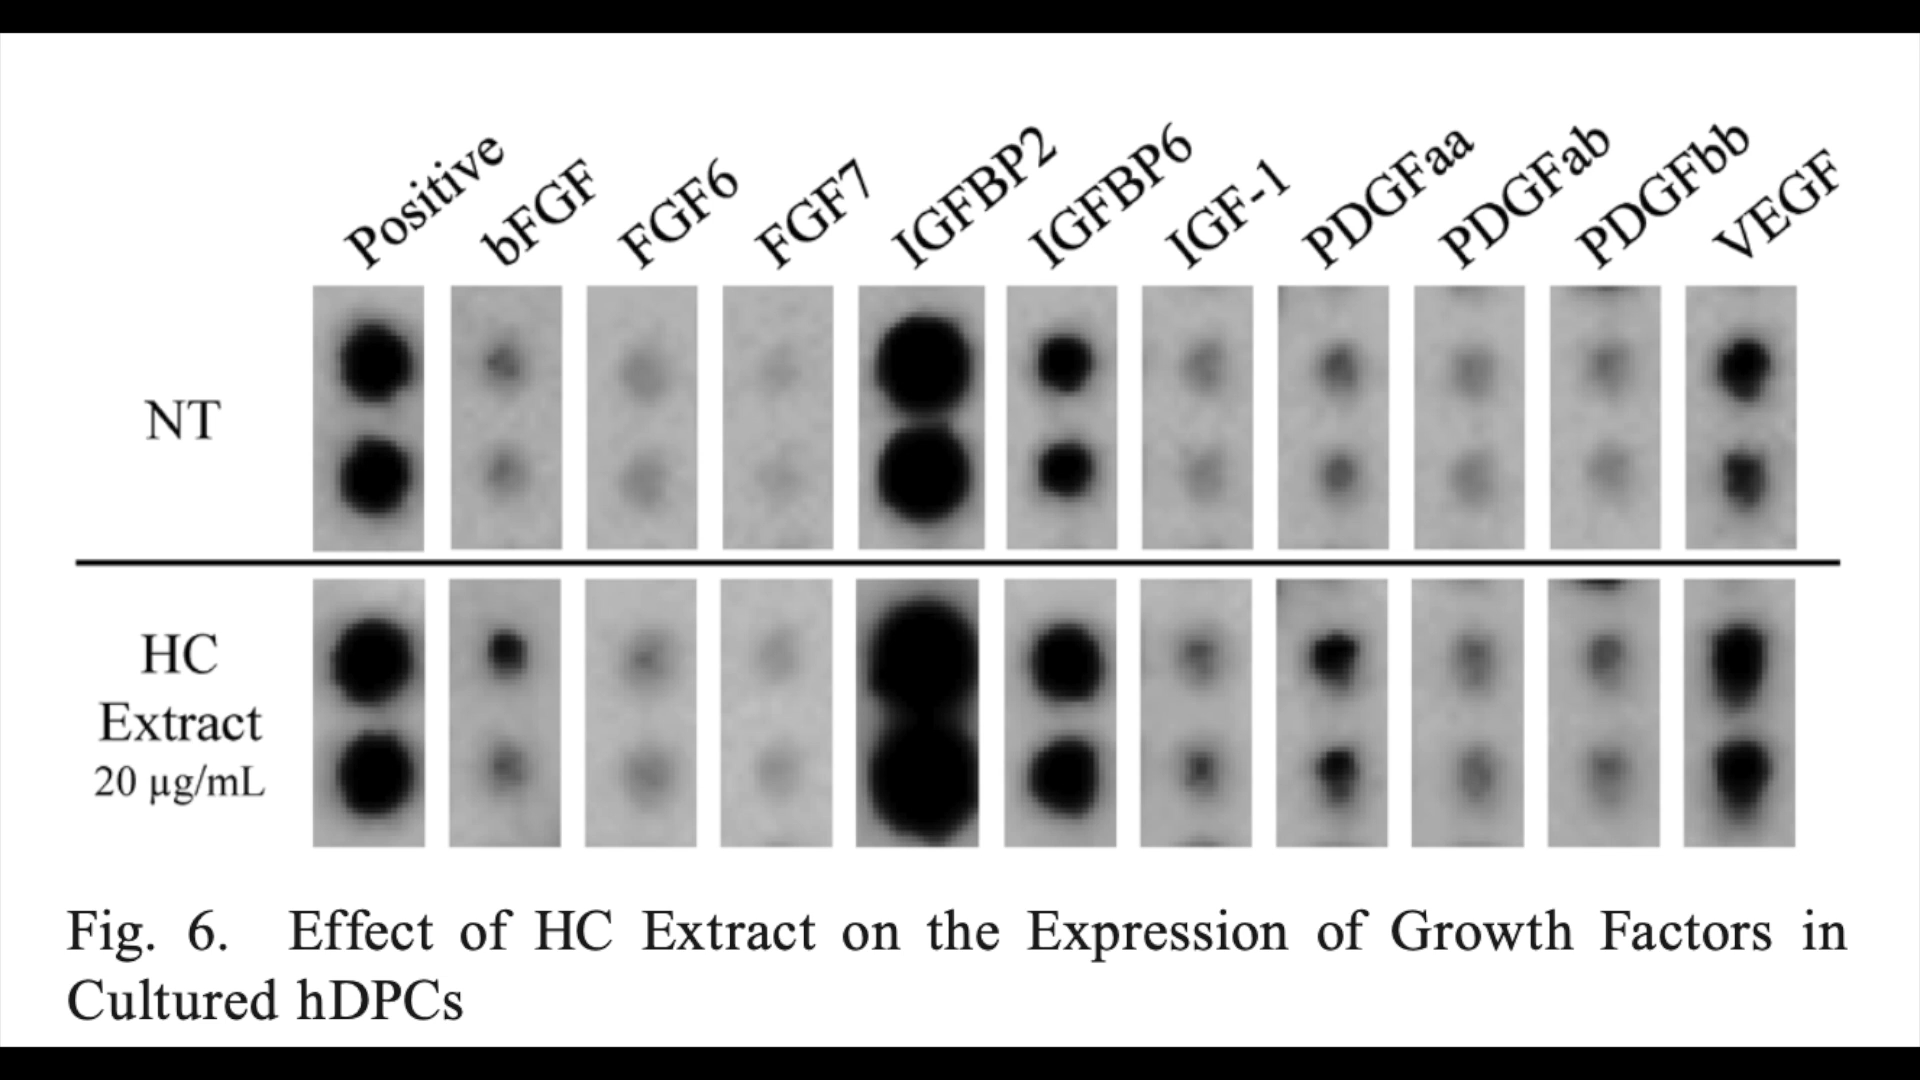 Positive bFGF FGF6 FGF7 IGFBP2 IGFBP6 IGF-1 PDGFaa PDGFab PDGFbb VEGF
NT
HC
Extract
20 µg/mL
Fig. 6. Effect of HC Extract on the Expression of Growth Factors in
Cultured hDPCs